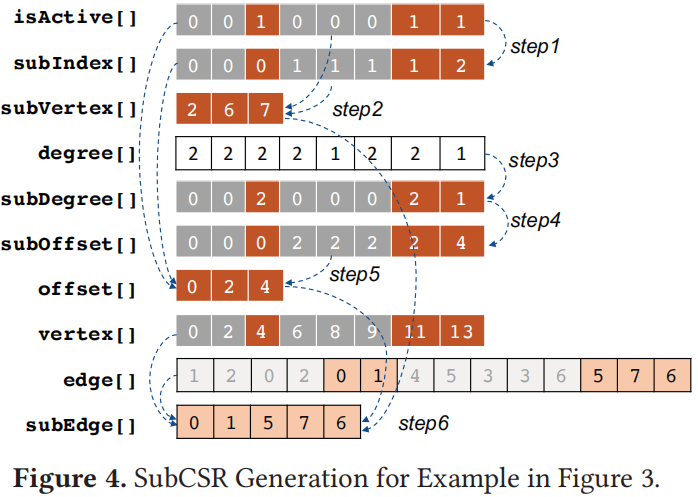 isActive[] 0 0 1 0 0 0 1 1
step1
subIndex[] 0 0 0 1 1 1 1 2
subVertex[] 2 6 7
step2
degree[] 2 2 2 2 1 2 2 1
step3
subDegree[] 0 0 2 0 0 0 2 1
step4
subOffset[] 0 0 0 2 2 2 2 4
step5
offset[] 0 2 4
vertex[] 0 2 4 6 8 9 11 13
edge[] 1 2 0 2 0 1 4 5 3 3 6 5 7 6
subEdge[] 0 1 5 7 6
step6
Figure 4. SubCSR Generation for Example in Figure 3.